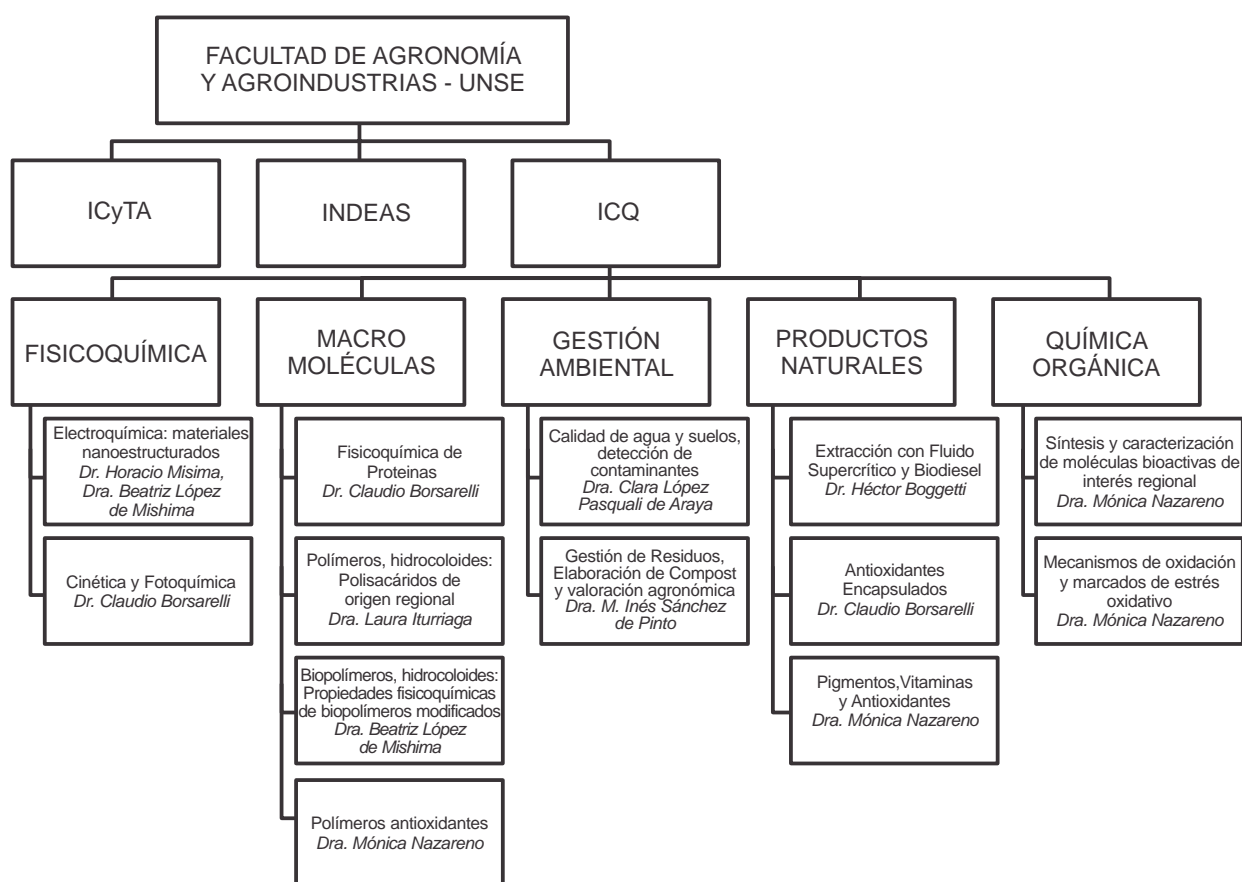 FACULTAD DE AGRONOMÍA
Y AGROINDUSTRIAS - UNSE
ICyTA
INDEAS
ICQ
FISICOQUÍMICA
MACRO
MOLÉCULAS
GESTIÓN
AMBIENTAL
PRODUCTOS
NATURALES
QUÍMICA
ORGÁNICA
Electroquímica: materiales
nanoestructurados
Dr. Horacio Misima,
Dra. Beatriz López
de Mishima
Cinética y Fotoquímica
Dr. Claudio Borsarelli
Fisicoquímica de
Proteinas
Dr. Claudio Borsarelli
Polímeros, hidrocoloides:
Polisacáridos de
origen regional
Dra. Laura Iturriaga
Biopolímeros, hidrocoloides:
Propiedades fisicoquímicas
de biopolímeros modificados
Dra. Beatriz López
de Mishima
Polímeros antioxidantes
Dra. Mónica Nazareno
Calidad de agua y suelos,
detección de
contaminantes
Dra. Clara López
Pasquali de Araya
Gestión de Residuos,
Elaboración de Compost
y valoración agronómica
Dra. M. Inés Sánchez
de Pinto
Extracción con Fluido
Supercrítico y Biodiesel
Dr. Héctor Boggetti
Antioxidantes
Encapsulados
Dr. Claudio Borsarelli
Pigmentos,Vitaminas
y Antioxidantes
Dra. Mónica Nazareno
Síntesis y caracterización
de moléculas bioactivas de
interés regional
Dra. Mónica Nazareno
Mecanismos de oxidación
y marcados de estrés
oxidativo
Dra. Mónica Nazareno